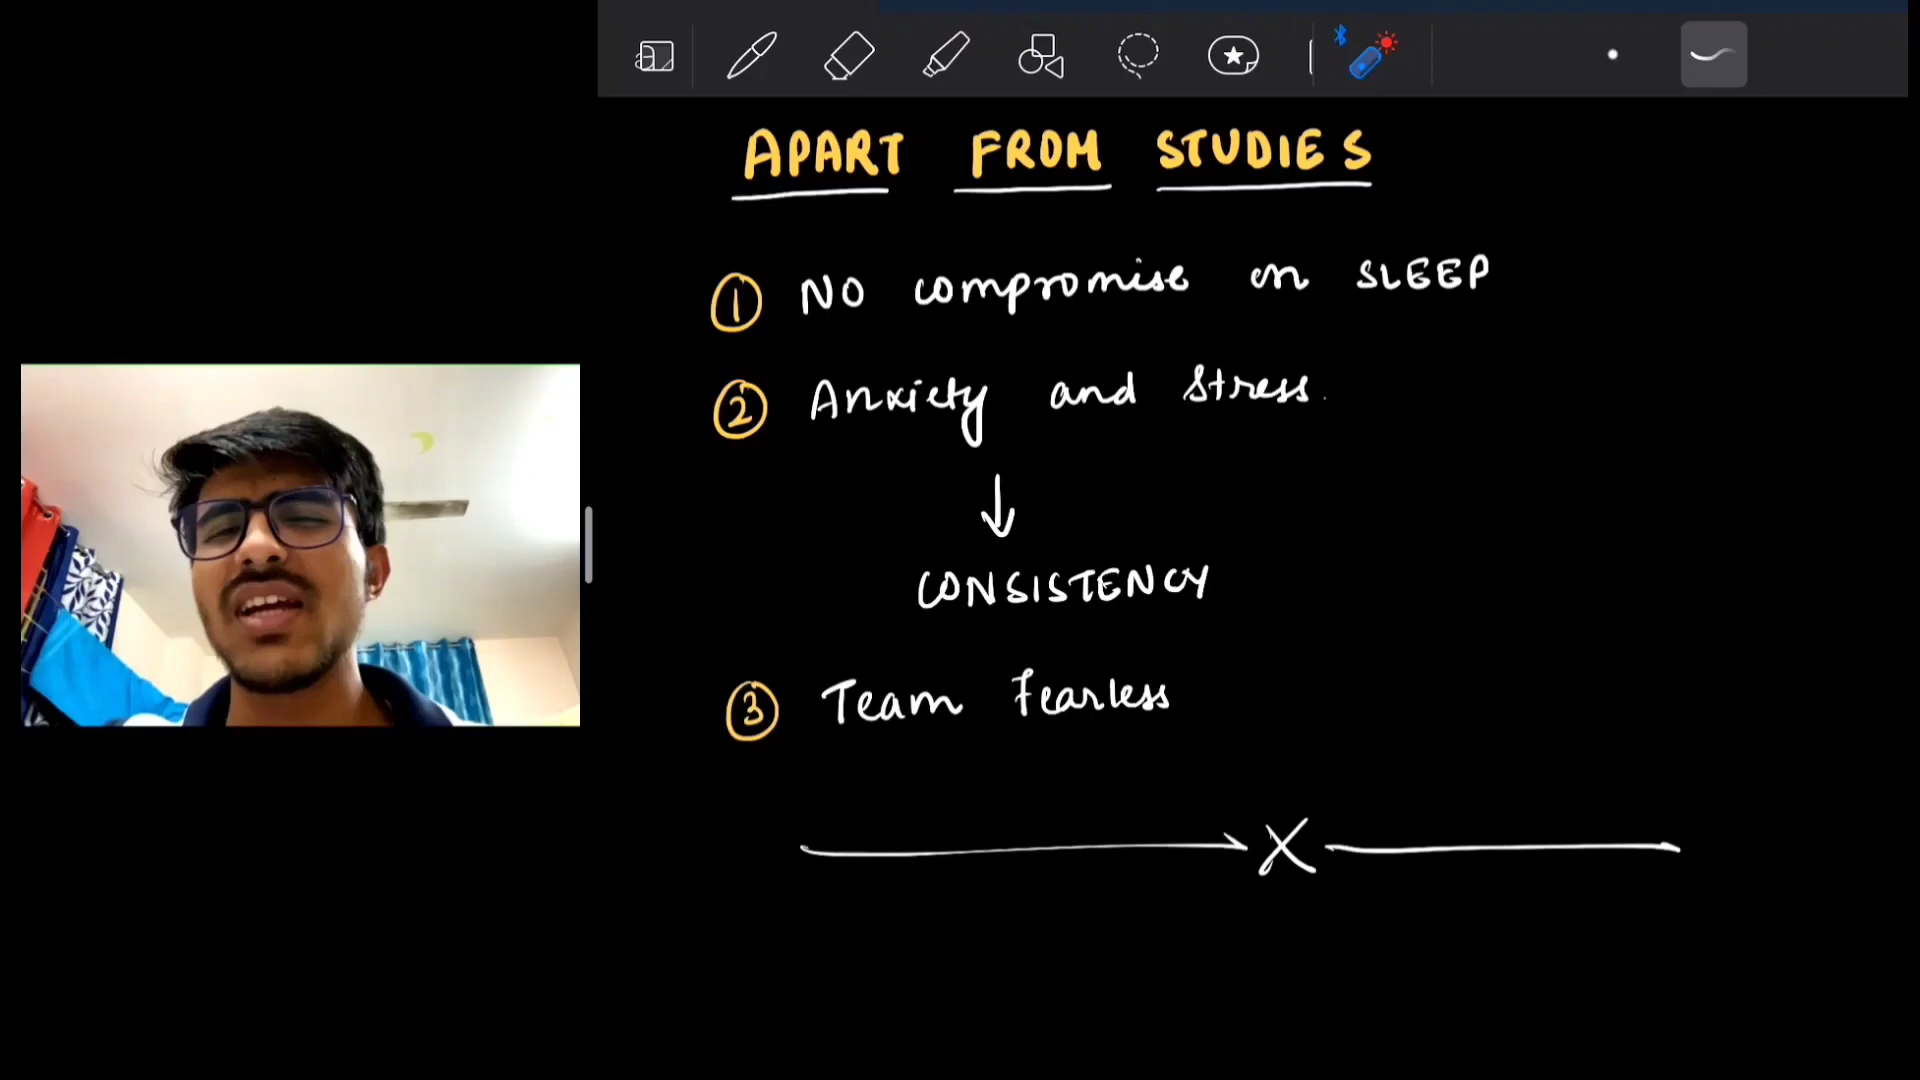 APART FROM STUDIES
① NO compromise on SLEEP
② Anxiety and Stress.
↓
CONSISTENCY
③ Team Fearless
X